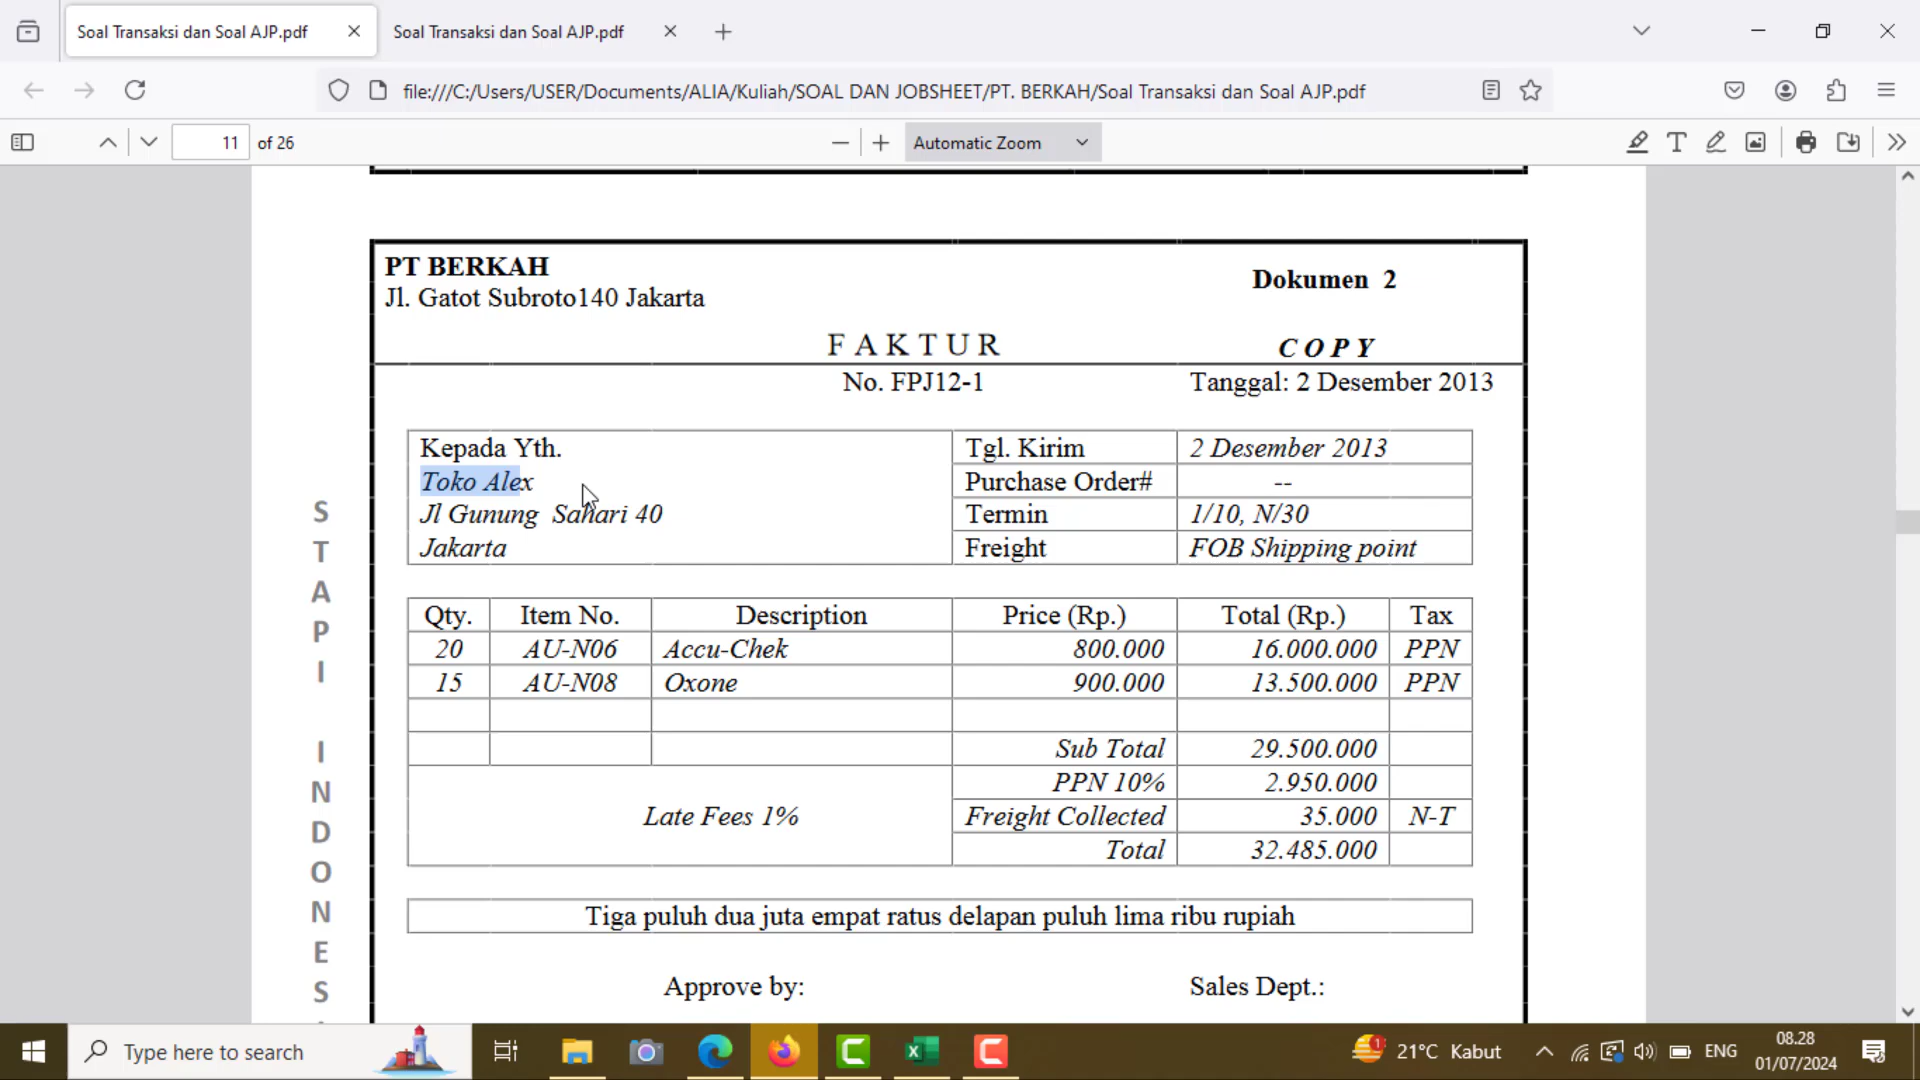 Soal Transaksi dan Soal AJP.pdf
Soal Transaksi dan Soal AJP.pdf
file:///C:/Users/USER/Documents/ALIA/Kuliah/SOAL DAN JOBSHEET/PT. BERKAH/Soal Transaksi dan Soal AJP.pdf
11 of 26
Automatic Zoom
PT BERKAH
Jl. Gatot Subroto140 Jakarta
Dokumen 2
F A K T U R
C O P Y
No. FPJ12-1
Tanggal: 2 Desember 2013
Kepada Yth.
Toko Alex
Jl Gunung Sahari 40
Jakarta
Tgl. Kirim 2 Desember 2013
Purchase Order# --
Termin 1/10, N/30
Freight FOB Shipping point
Qty. Item No. Description Price (Rp.) Total (Rp.) Tax
20 AU-N06 Accu-Chek 800.000 16.000.000 PPN
15 AU-N08 Oxone 900.000 13.500.000 PPN
Sub Total 29.500.000
PPN 10% 2.950.000
Late Fees 1% Freight Collected 35.000 N-T
Total 32.485.000
Tiga puluh dua juta empat ratus delapan puluh lima ribu rupiah
Approve by: Sales Dept.:
S
T
A
P
I
I
N
D
O
N
E
S
Type here to search
1
21°C Kabut
ENG
08.28
01/07/2024